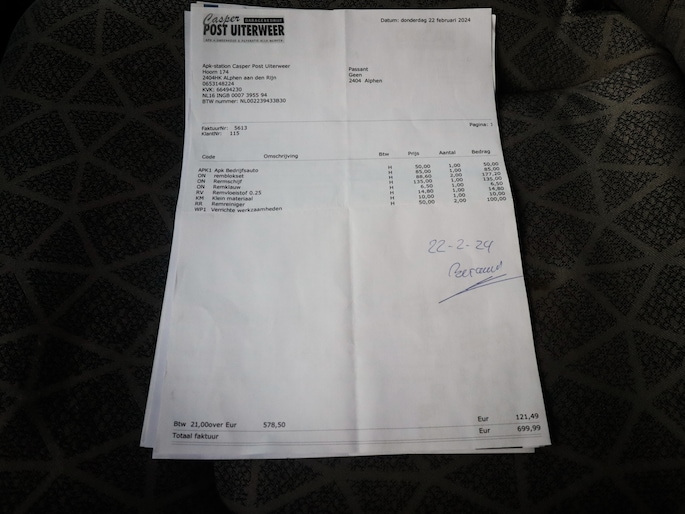 Casper
GARAGEBEDRIJF
POST UITERWEER
Datum: donderdag 22 februari 2024
Apk-station Casper Post Uiterweer
Hoorn 174
2404HK ALphen aan den Rijn
0653148224
KVK: 66494230
NL16 INGB 0007 3955 94
BTW nummer: NL002239433B30
Passant
Geen
2404 Alphen
FaktuurNr: 5613
KlantNr: 115
Pagina: 1
Code Omschrijving Btw Prijs Aantal Bedrag
APK1 Apk Bedrijfsauto H 50,00 1,00 50,00
ON remblokset H 85,00 1,00 85,00
ON Remschijf H 88,60 2,00 177,20
ON Remklauw H 135,00 1,00 135,00
RV Remvloeistof 0.25 H 6,50 1,00 6,50
KM Klein materiaal H 14,80 1,00 14,80
RR Remreiniger H 10,00 1,00 10,00
WP1 Verrichte werkzaamheden H 50,00 2,00 100,00
22-2-24
Btw 21,00over Eur 578,50 Eur 121,49
Totaal faktuur Eur 699,99